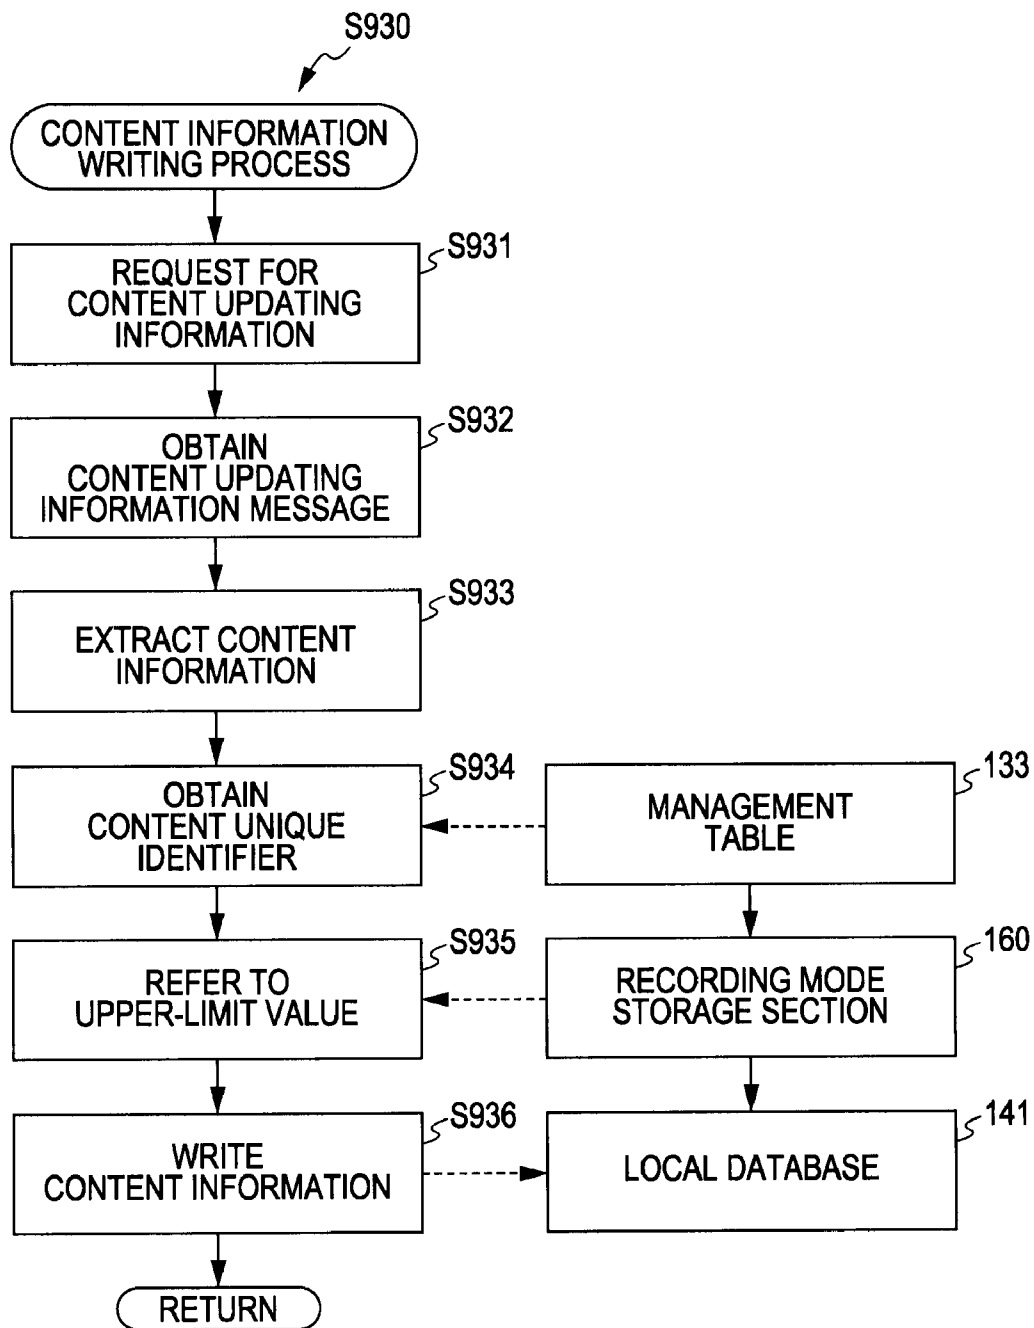 S930
CONTENT INFORMATION
WRITING PROCESS
S931
REQUEST FOR
CONTENT UPDATING
INFORMATION
S932
OBTAIN
CONTENT UPDATING
INFORMATION MESSAGE
S933
EXTRACT CONTENT
INFORMATION
S934
OBTAIN
CONTENT UNIQUE
IDENTIFIER
133
MANAGEMENT
TABLE
S935
REFER TO
UPPER-LIMIT VALUE
160
RECORDING MODE
STORAGE SECTION
S936
WRITE
CONTENT INFORMATION
141
LOCAL DATABASE
RETURN